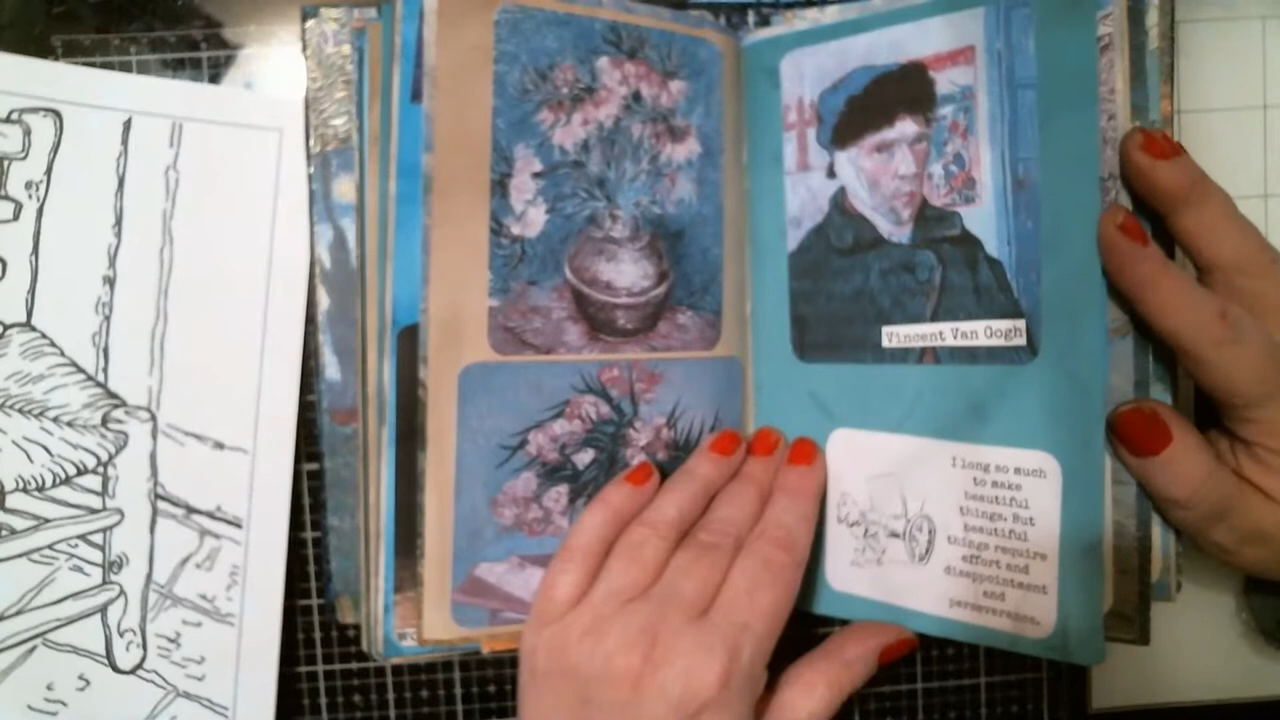 Vincent Van Gogh
I long so much
to make
beautiful
things. But
beautiful
things require
effort and
disappointment
and
perseverance.